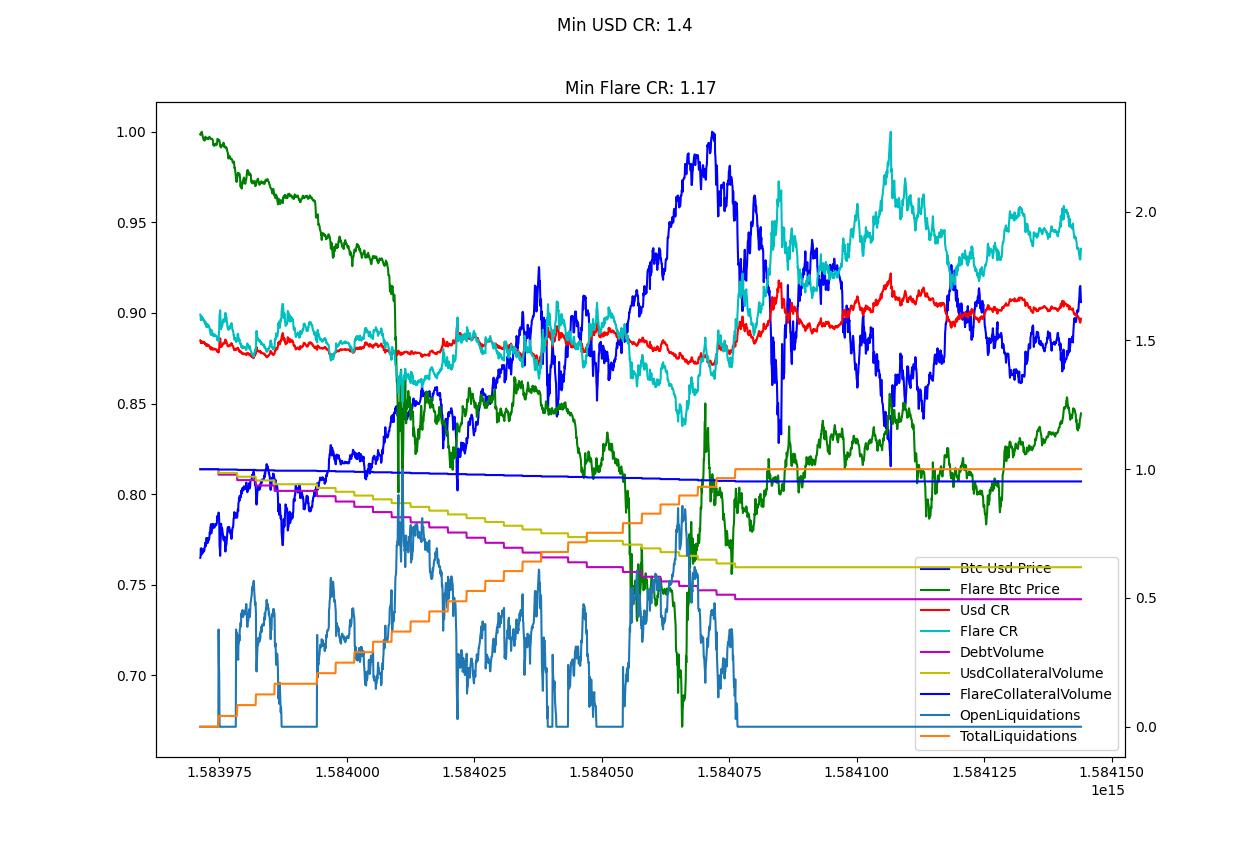 Min USD CR: 1.4
Min Flare CR: 1.17
1.00
0.95
0.90
0.85
0.80
0.75
0.70
2.0
1.5
1.0
0.5
0.0
Btc Usd Price
Flare Btc Price
Usd CR
Flare CR
DebtVolume
UsdCollateralVolume
FlareCollateralVolume
OpenLiquidations
TotalLiquidations
1.583975 1.584000 1.584025 1.584050 1.584075 1.584100 1.584125 1.584150
1e15